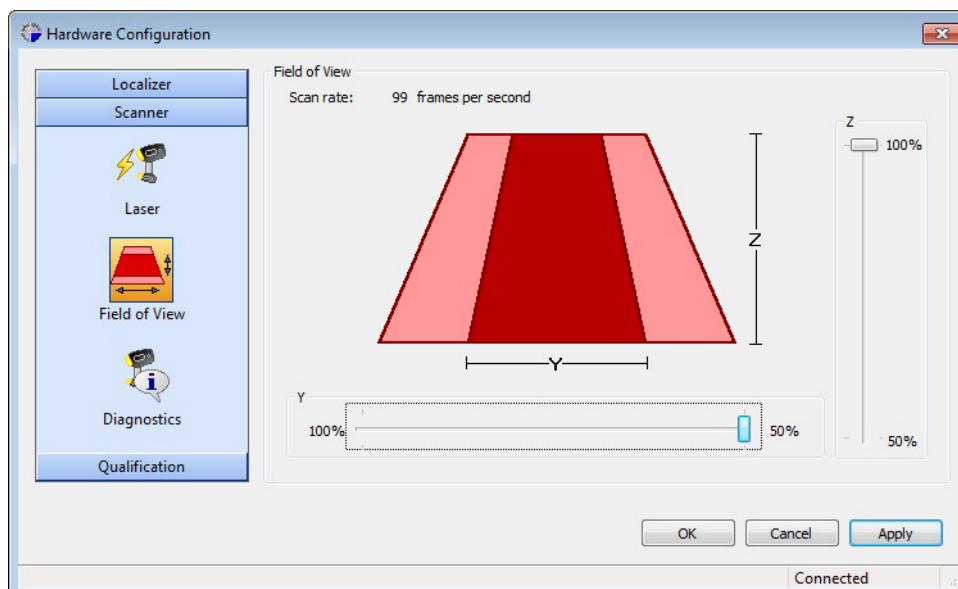 Hardware Configuration
Localizer
Scanner
Laser
Field of View
Diagnostics
Qualification
Field of View
Scan rate: 99 frames per second
Z
Y
Z
100%
50%
Y
100%
50%
OK
Cancel
Apply
Connected